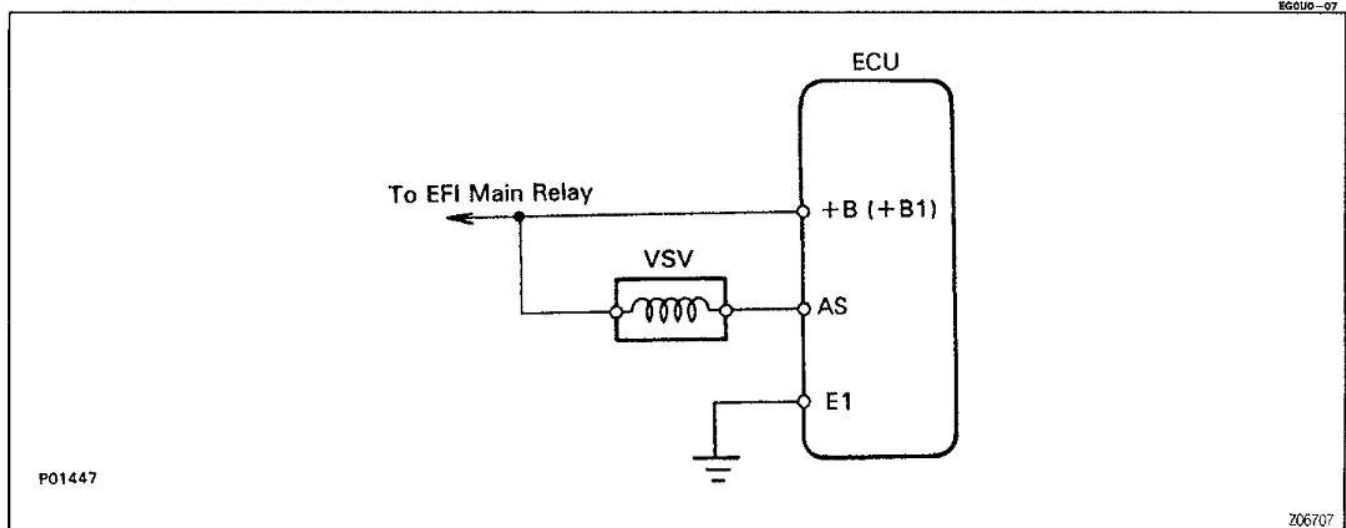 EG0U0-07
ECU
To EFI Main Relay
+B (+B1)
VSV
AS
E1
P01447
Z06707